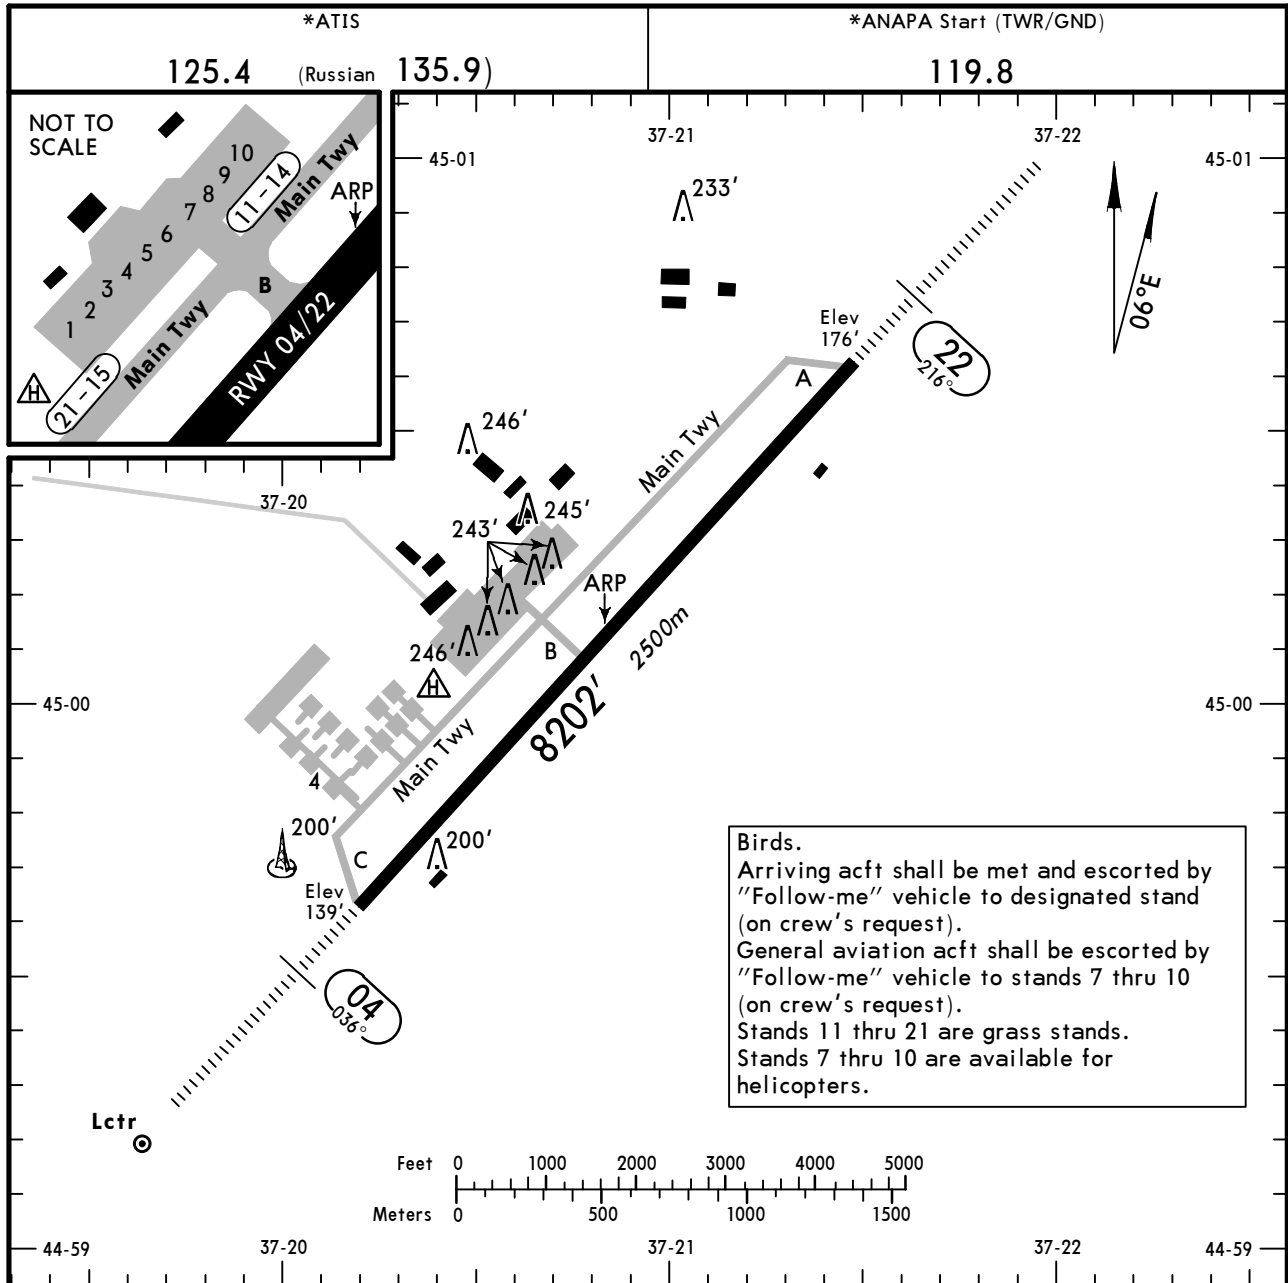 *ATIS
125.4 (Russian 135.9)
*ANAPA Start (TWR/GND)
119.8
NOT TO
SCALE
1
2
3
4
5
6
7
8
9
10
11-14
Main Twy
ARP
B
Main Twy
RWY 04/22
21-15
H
37-21
37-22
45-01
45-01
233'
06°E
Elev
176'
22
216°
A
246'
Main Twy
37-20
245'
243'
ARP
2500m
B
246'
H
45-00
45-00
8202'
4
Main Twy
200'
200'
C
Elev
139'
04
036°
Birds.
Arriving acft shall be met and escorted by
"Follow-me" vehicle to designated stand
(on crew's request).
General aviation acft shall be escorted by
"Follow-me" vehicle to stands 7 thru 10
(on crew's request).
Stands 11 thru 21 are grass stands.
Stands 7 thru 10 are available for
helicopters.
Lctr
Feet 0 1000 2000 3000 4000 5000
Meters 0 500 1000 1500
44-59
37-20
37-21
37-22
44-59